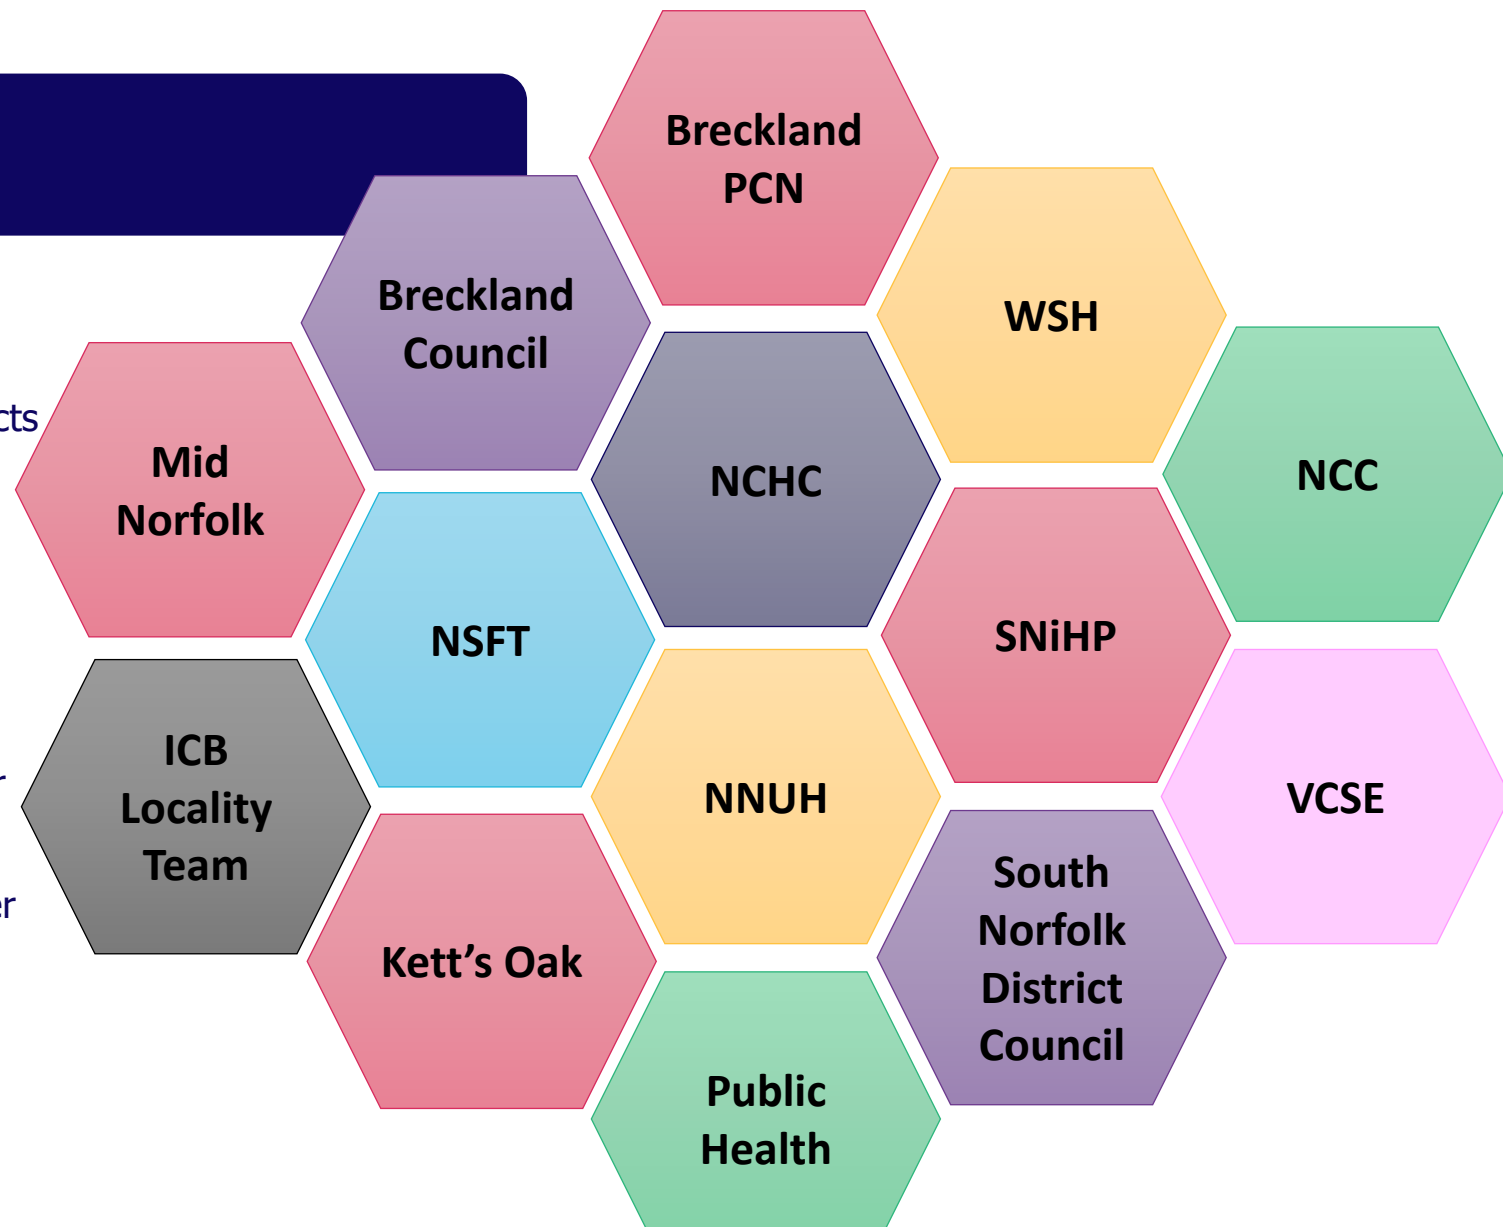 Breckland
PCN
Breckland
Council
WSH
Mid
Norfolk
NCHC
NCC
NSFT
SNiHP
ICB
Locality
Team
NNUH
VCSE
Kett’s Oak
South
Norfolk
District
Council
Public
Health